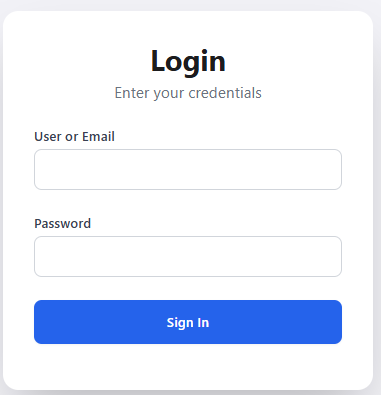 Login
Enter your credentials
User or Email
Password
Sign In